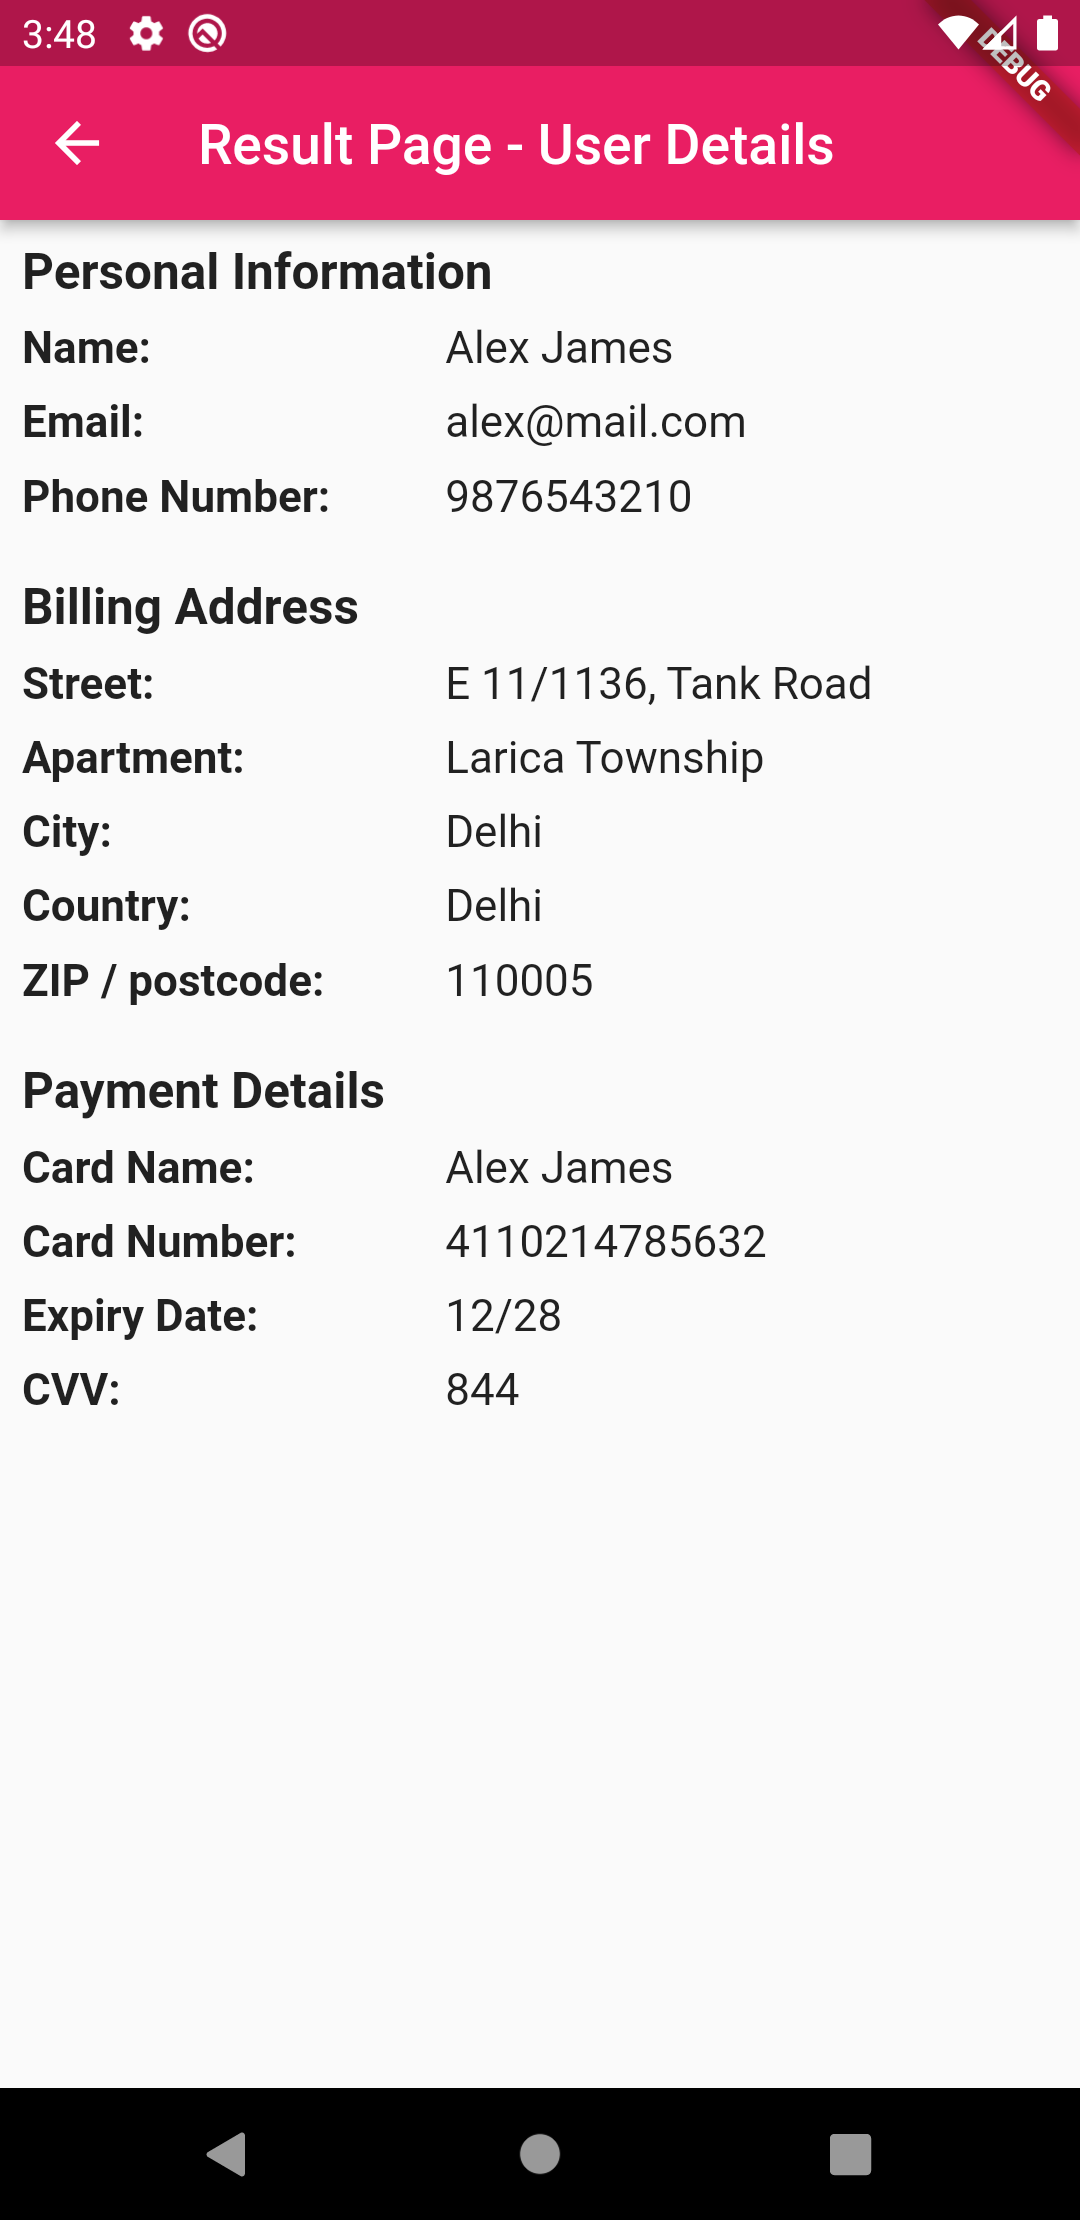 3:48
DEBUG
Result Page - User Details
Personal Information
Name: Alex James
Email: alex@mail.com
Phone Number: 9876543210
Billing Address
Street: E 11/1136, Tank Road
Apartment: Larica Township
City: Delhi
Country: Delhi
ZIP / postcode: 110005
Payment Details
Card Name: Alex James
Card Number: 4110214785632
Expiry Date: 12/28
CVV: 844